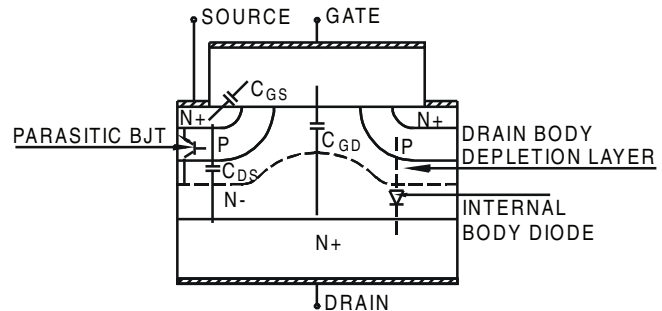 SOURCE
GATE
CGS
N+
N+
PARASITIC BJT
P
CGD
P
DRAIN BODY
DEPLETION LAYER
CDS
N-
INTERNAL
BODY DIODE
N+
DRAIN